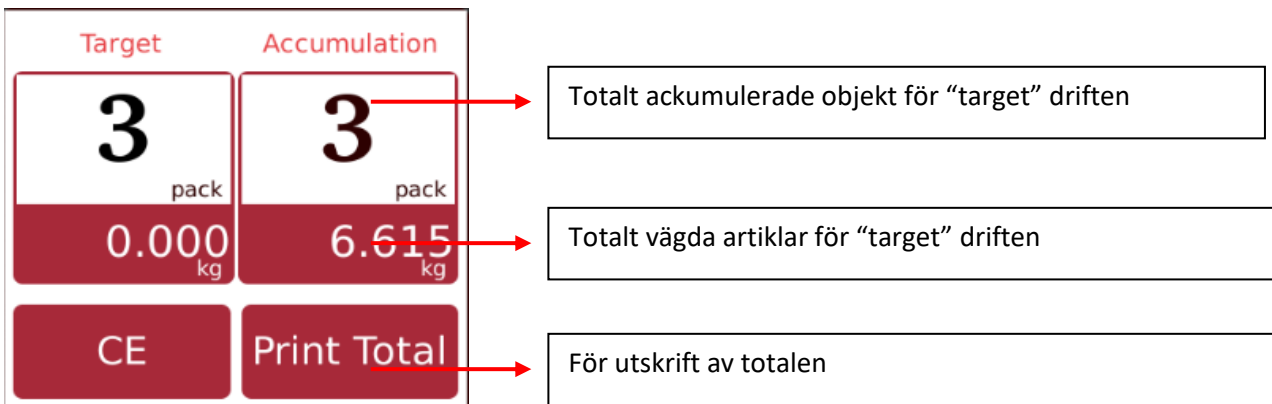 Target Accumulation
3 3
pack pack
0.000 6.615
kg kg
CE Print Total
Totalt ackumulerade objekt för “target” driften
Totalt vägda artiklar för “target” driften
För utskrift av totalen